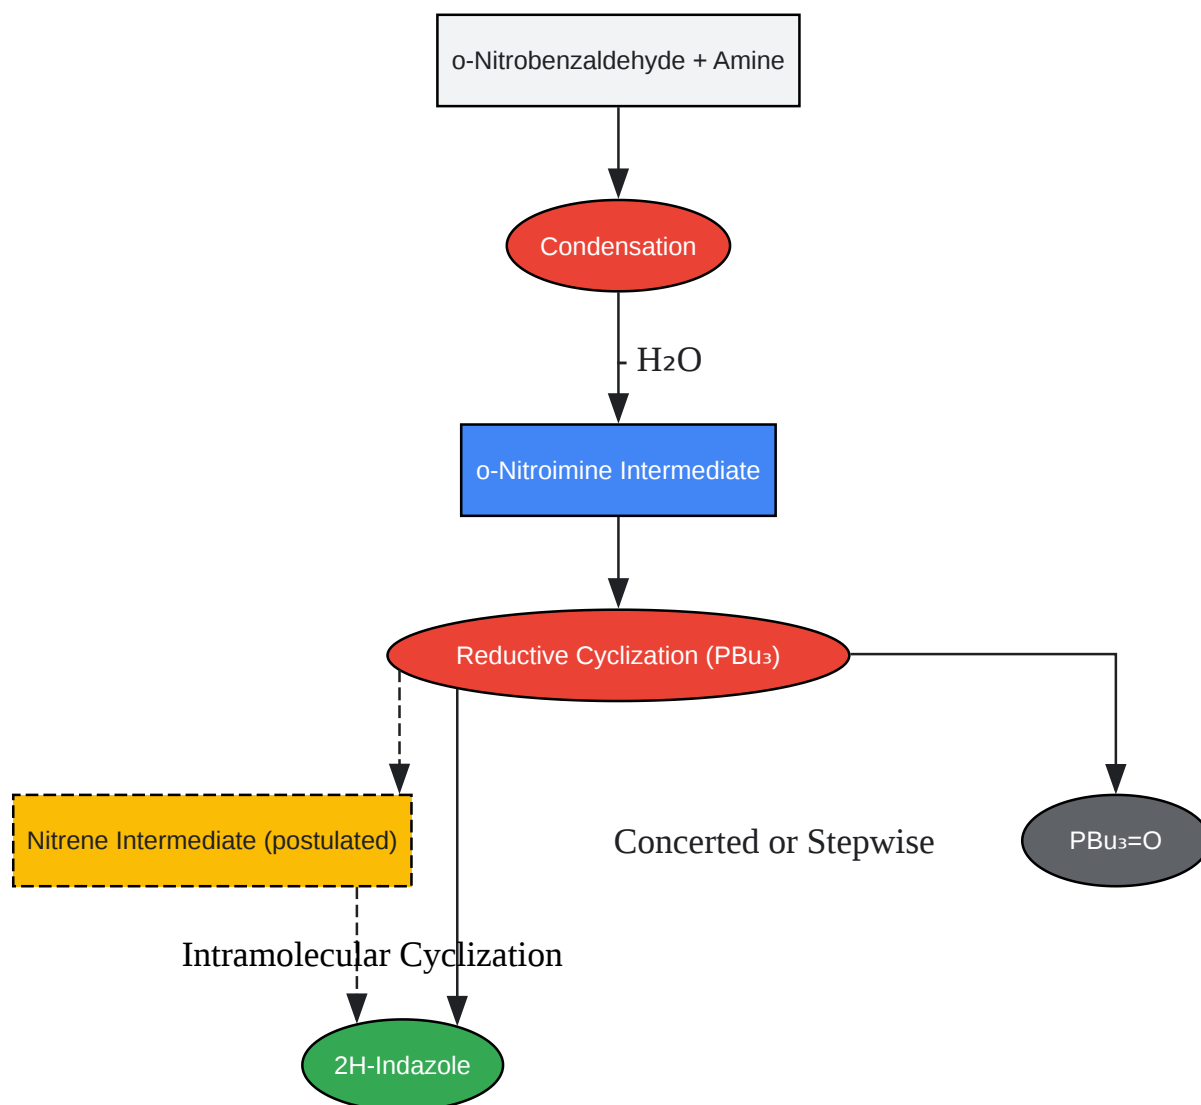 o-Nitrobenzaldehyde + Amine
Condensation
- H₂O
o-Nitroimine Intermediate
Reductive Cyclization (PBu₃)
Nitrene Intermediate (postulated)
Concerted or Stepwise
PBu₃=O
Intramolecular Cyclization
2H-Indazole